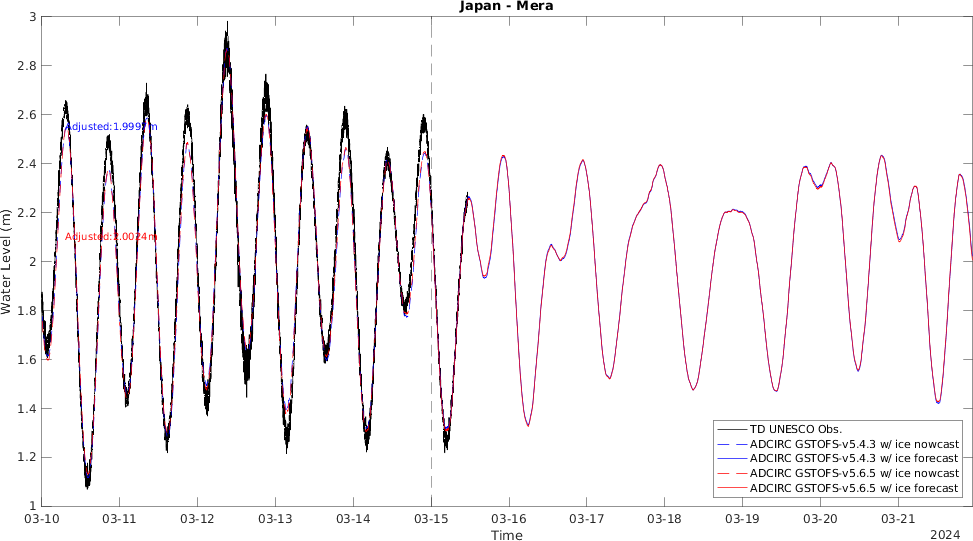 Japan - Mera
Water Level (m)
3
2.8
2.6
2.4
2.2
2
1.8
1.6
1.4
1.2
1
Adjusted:1.9997m
Adjusted:2.0024m
TD UNESCO Obs.
ADCIRC GSTOFS-v5.4.3 w/ ice nowcast
ADCIRC GSTOFS-v5.4.3 w/ ice forecast
ADCIRC GSTOFS-v5.6.5 w/ ice nowcast
ADCIRC GSTOFS-v5.6.5 w/ ice forecast
03-10 03-11 03-12 03-13 03-14 03-15 03-16 03-17 03-18 03-19 03-20 03-21
Time
2024